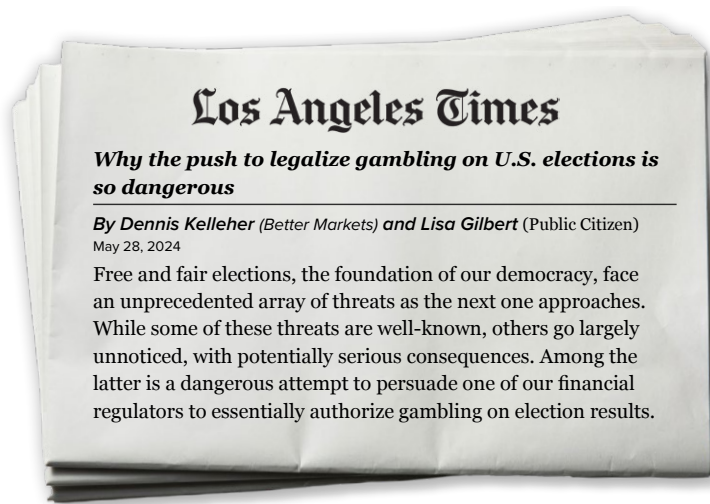 Los Angeles Times
Why the push to legalize gambling on U.S. elections is
so dangerous
By Dennis Kelleher (Better Markets) and Lisa Gilbert (Public Citizen)
May 28, 2024
Free and fair elections, the foundation of our democracy, face
an unprecedented array of threats as the next one approaches.
While some of these threats are well-known, others go largely
unnoticed, with potentially serious consequences. Among the
latter is a dangerous attempt to persuade one of our financial
regulators to essentially authorize gambling on election results.